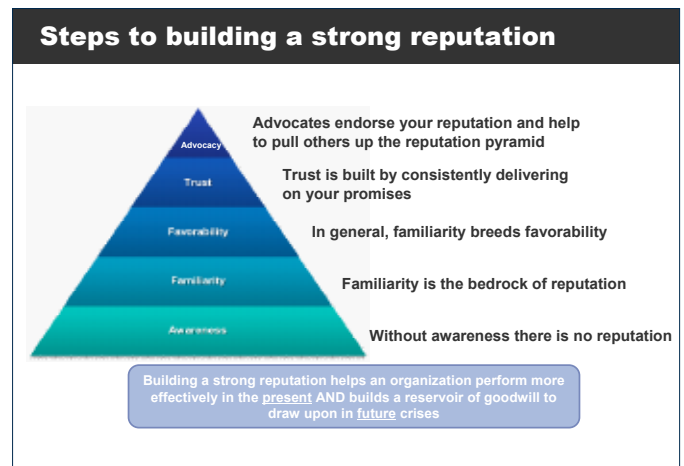 Steps to building a strong reputation
Advocacy
Advocates endorse your reputation and help
to pull others up the reputation pyramid
Trust
Trust is built by consistently delivering
on your promises
Favorability
In general, familiarity breeds favorability
Familiarity
Familiarity is the bedrock of reputation
Awareness
Without awareness there is no reputation
Building a strong reputation helps an organization perform more
effectively in the present AND builds a reservoir of goodwill to
draw upon in future crises